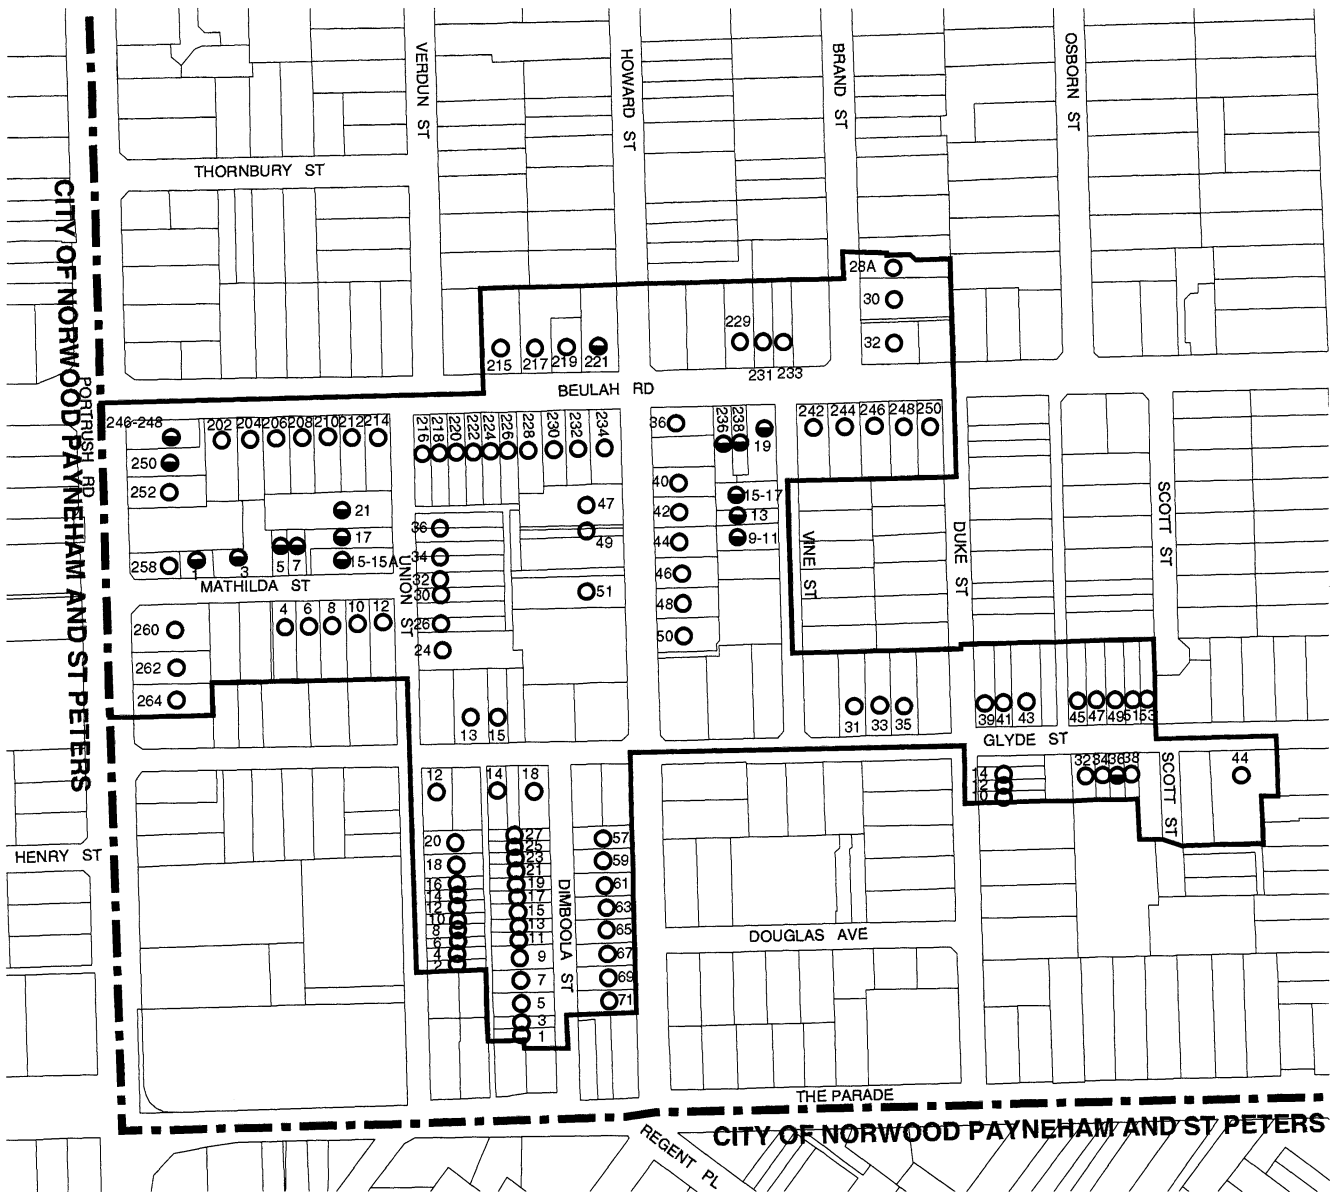 VERDUN ST
HOWARD ST
BRAND ST
OSBORN ST
THORNBURY ST
CITY OF NORWOOD PAYNEHAM AND ST PETERS
PORTRUSH RD
28A
30
32
229
231 233
215 217 219 221
BEULAH RD
246-248
202 204 206 208 210 212 214
216 218 220 222 224 226 228 230 232 234
36
236 238
19
242 244 246 248 250
250
252
258
1
3
5 7
21
17
15-15A
MATHILDA ST
UNION ST
36
34
32
30
26
24
47
49
51
40
42
44
46
48
50
15-17
13
9-11
VINE ST
DUKE ST
SCOTT ST
260
262
264
4 6 8 10 12
13 15
31 33 35
39 41 43
45 47 49 51 53
GLYDE ST
14
12
10
32 34 36 38
SCOTT ST
44
12
14 18
20
18
16
14
12
10
8
6
4
2
27
25
23
21
19
17
15
13
11
9
7
5
3
1
DIMBOOLA ST
57
59
61
63
65
67
69
71
HENRY ST
DOUGLAS AVE
THE PARADE
CITY OF NORWOOD PAYNEHAM AND ST PETERS
REGENT PL